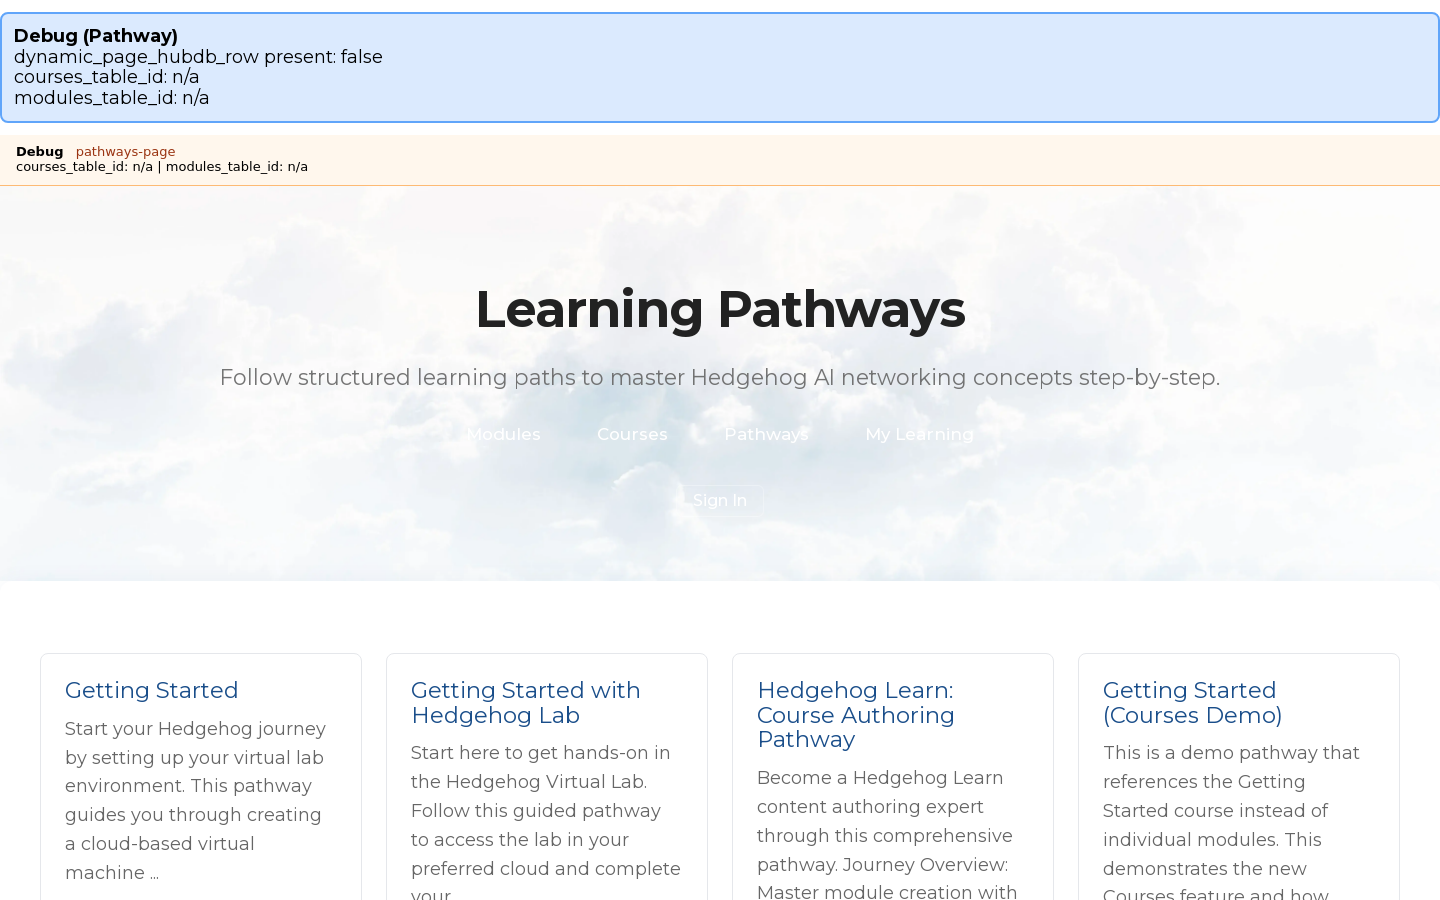 Debug (Pathway)
dynamic_page_hubdb_row present: false
courses_table_id: n/a
modules_table_id: n/a
Debug pathways-page
courses_table_id: n/a | modules_table_id: n/a
Learning Pathways
Follow structured learning paths to master Hedgehog AI networking concepts step-by-step.
Modules Courses Pathways My Learning
Sign In
Getting Started
Start your Hedgehog journey
by setting up your virtual lab
environment. This pathway
guides you through creating
a cloud-based virtual
machine ...
Getting Started with
Hedgehog Lab
Start here to get hands-on in
the Hedgehog Virtual Lab.
Follow this guided pathway
to access the lab in your
preferred cloud and complete
your
Hedgehog Learn:
Course Authoring
Pathway
Become a Hedgehog Learn
content authoring expert
through this comprehensive
pathway. Journey Overview:
Master module creation with
Getting Started
(Courses Demo)
This is a demo pathway that
references the Getting
Started course instead of
individual modules. This
demonstrates the new
Courses feature and how